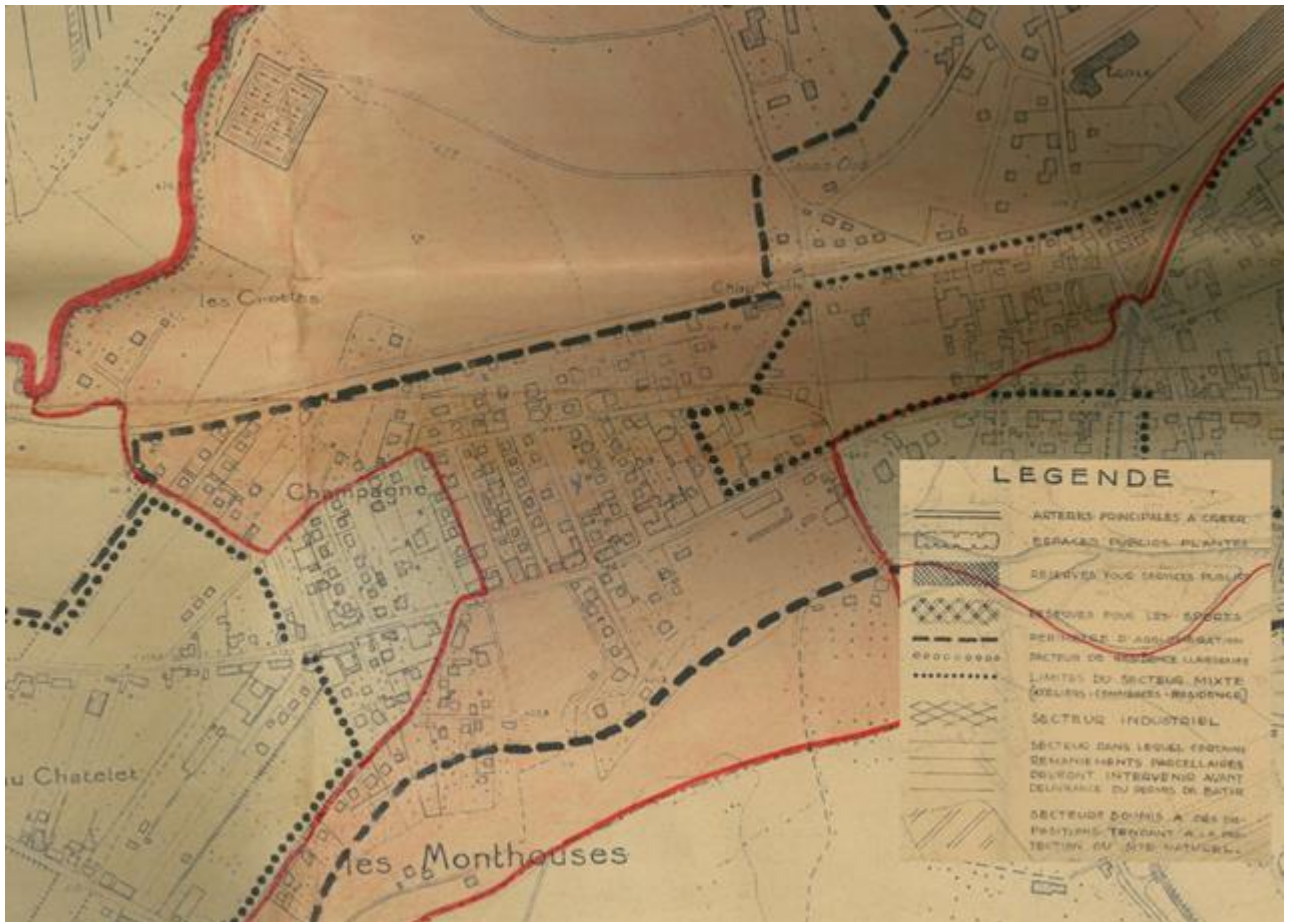 Ecole
les Croettes
Champagne
au Chatelet
les Monthouses
LEGENDE
ARTERES PRINCIPALES A CREER
ESPACES PUBLICS PLANTES
RESERVES POUR SERVICES PUBLICS
RESERVES POUR LES SPORTS
PERIMETRE D'AGGLOMERATION
SECTEUR DE RESIDENCE
LIMITES DU SECTEUR MIXTE
(ATELIERS-COMMERCES-RESIDENCE)
SECTEUR INDUSTRIEL
SECTEUR DANS LEQUEL CERTAINS
REMANIEMENTS PARCELLAIRES
DEVRONT INTERVENIR AVANT
DELIVRANCE DU PERMIS DE BATIR
SECTEURS SOUMIS A DES DIS-
POSITIONS TENDANT A LA PRO-
TECTION DU SITE NATUREL.